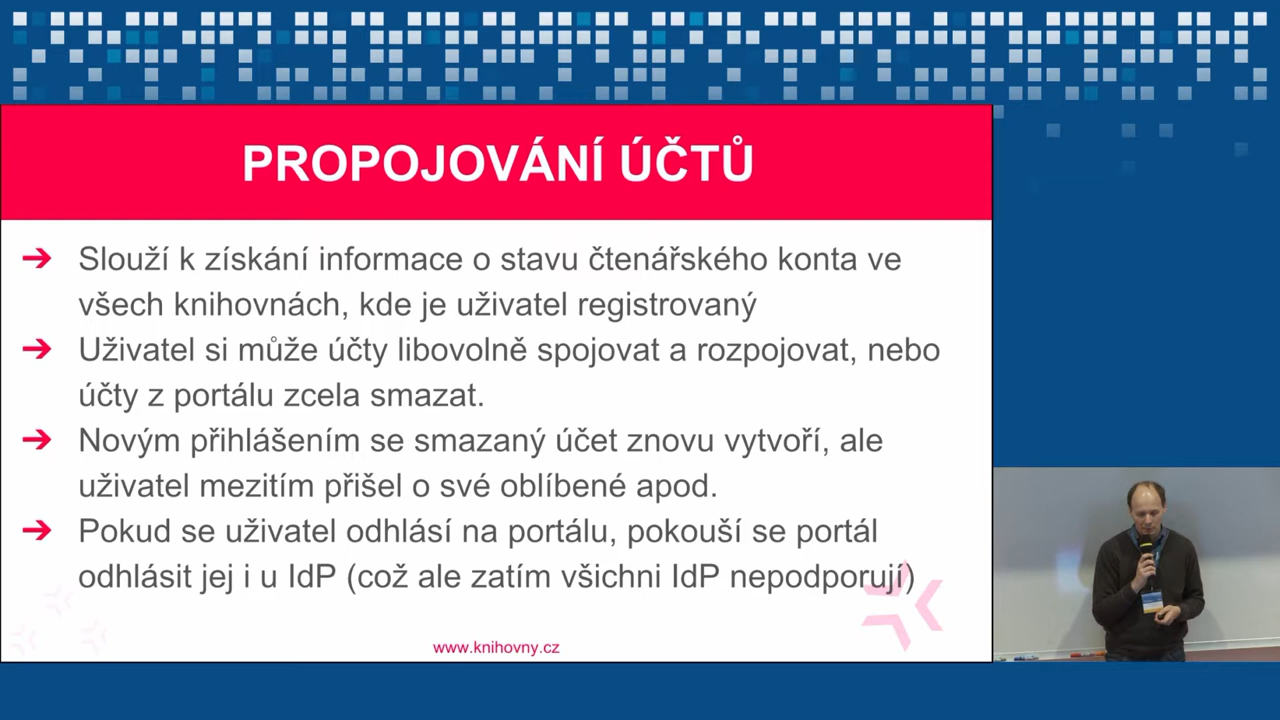 PROPOJOVÁNÍ ÚČTŮ
➔ Slouží k získání informace o stavu čtenářského konta ve
všech knihovnách, kde je uživatel registrovaný
➔ Uživatel si může účty libovolně spojovat a rozpojovat, nebo
účty z portálu zcela smazat.
➔ Novým přihlášením se smazaný účet znovu vytvoří, ale
uživatel mezitím přišel o své oblíbené apod.
➔ Pokud se uživatel odhlásí na portálu, pokouší se portál
odhlásit jej i u IdP (což ale zatím všichni IdP nepodporují)
www.knihovny.cz